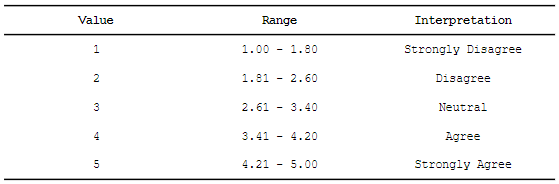 Value Range Interpretation
1 1.00 - 1.80 Strongly Disagree
2 1.81 - 2.60 Disagree
3 2.61 - 3.40 Neutral
4 3.41 - 4.20 Agree
5 4.21 - 5.00 Strongly Agree